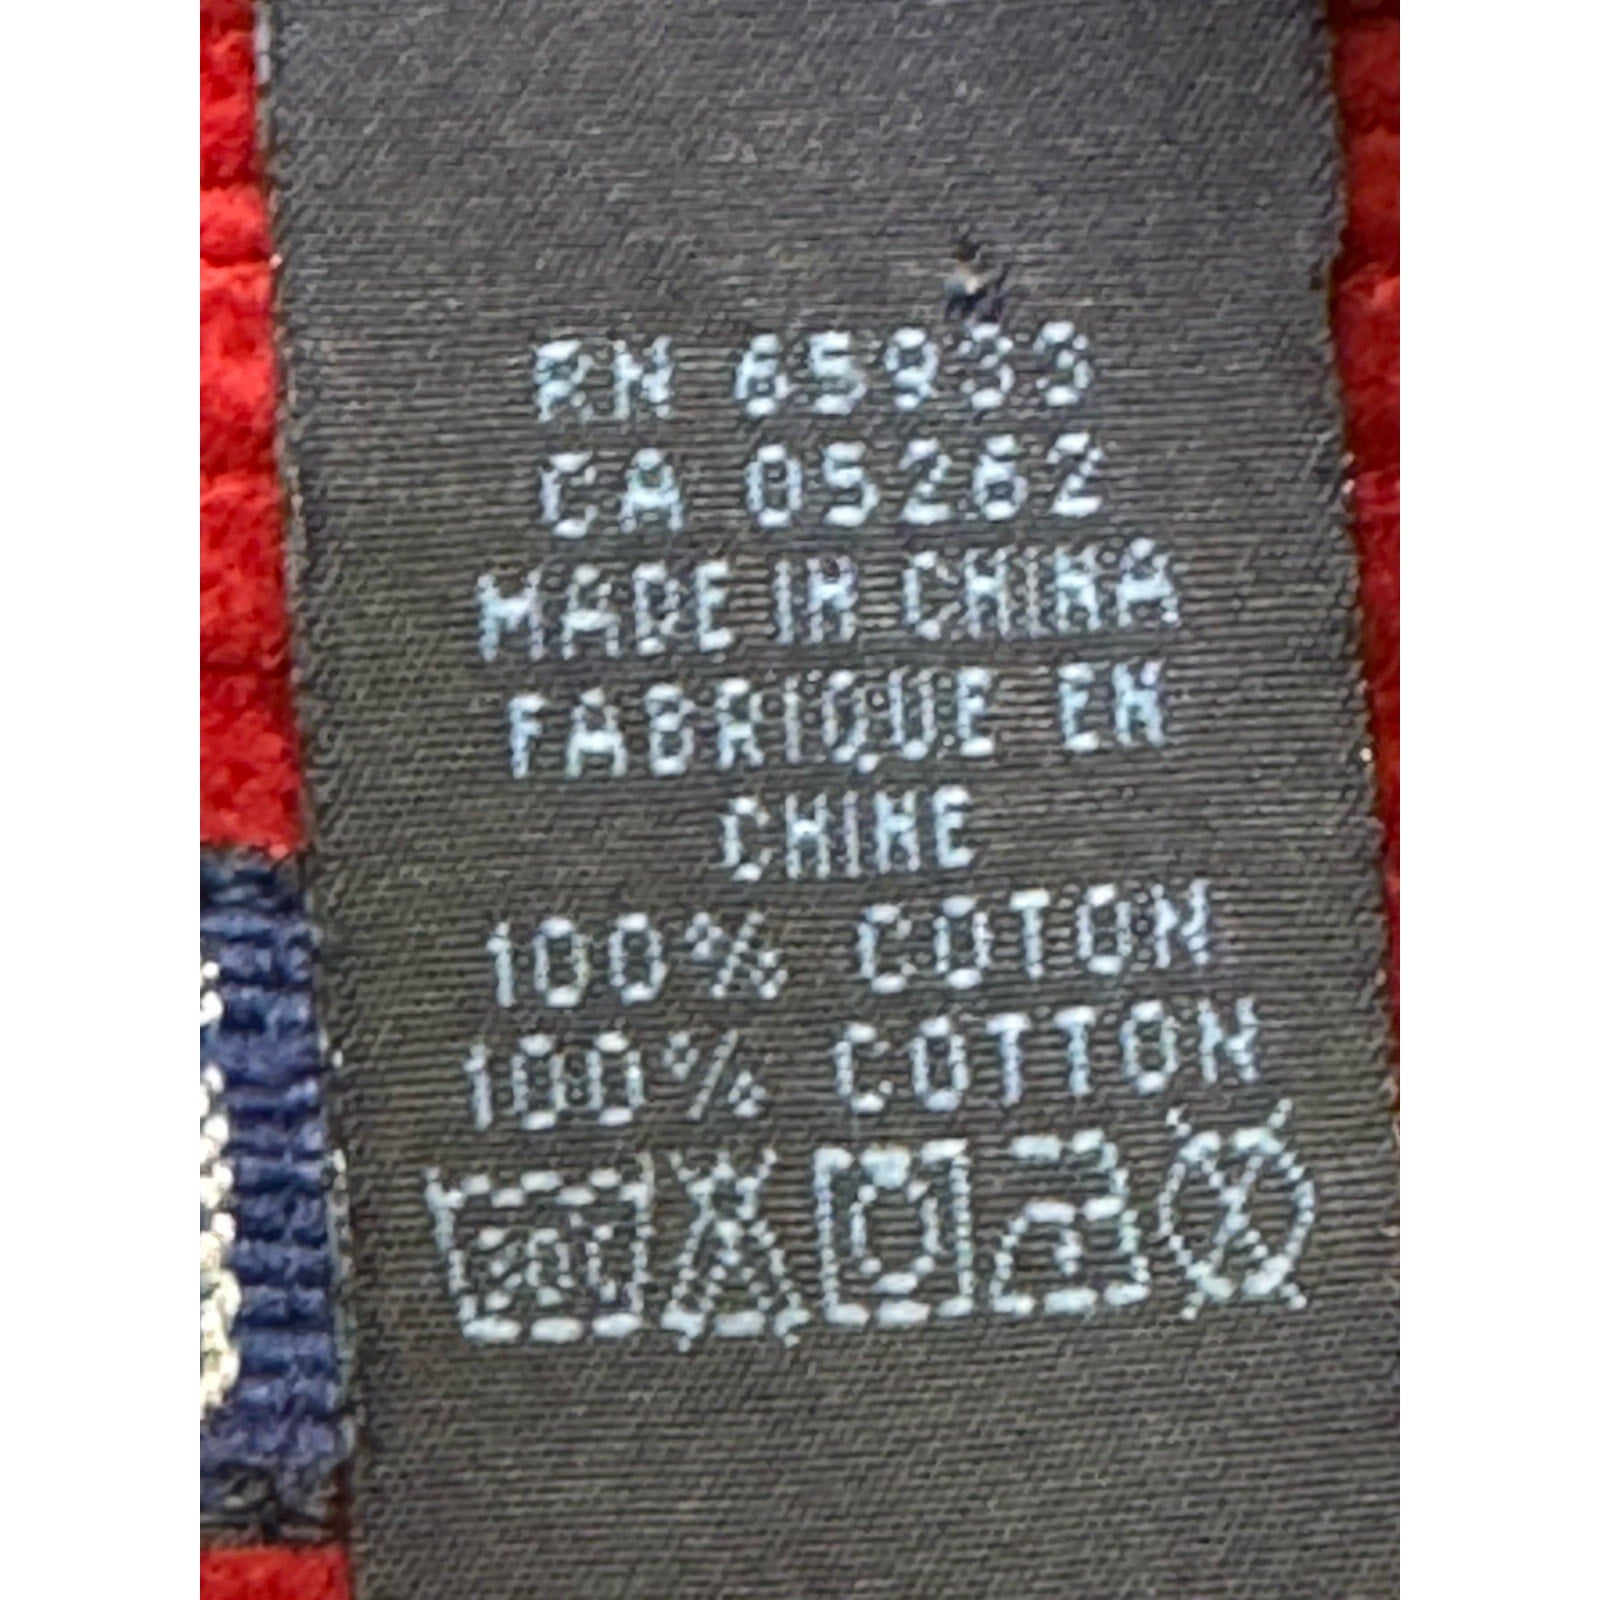 RN 65933
CA 05262
MADE IN CHINA
FABRIQUE EN
CHINE
100% COTON
100% COTTON